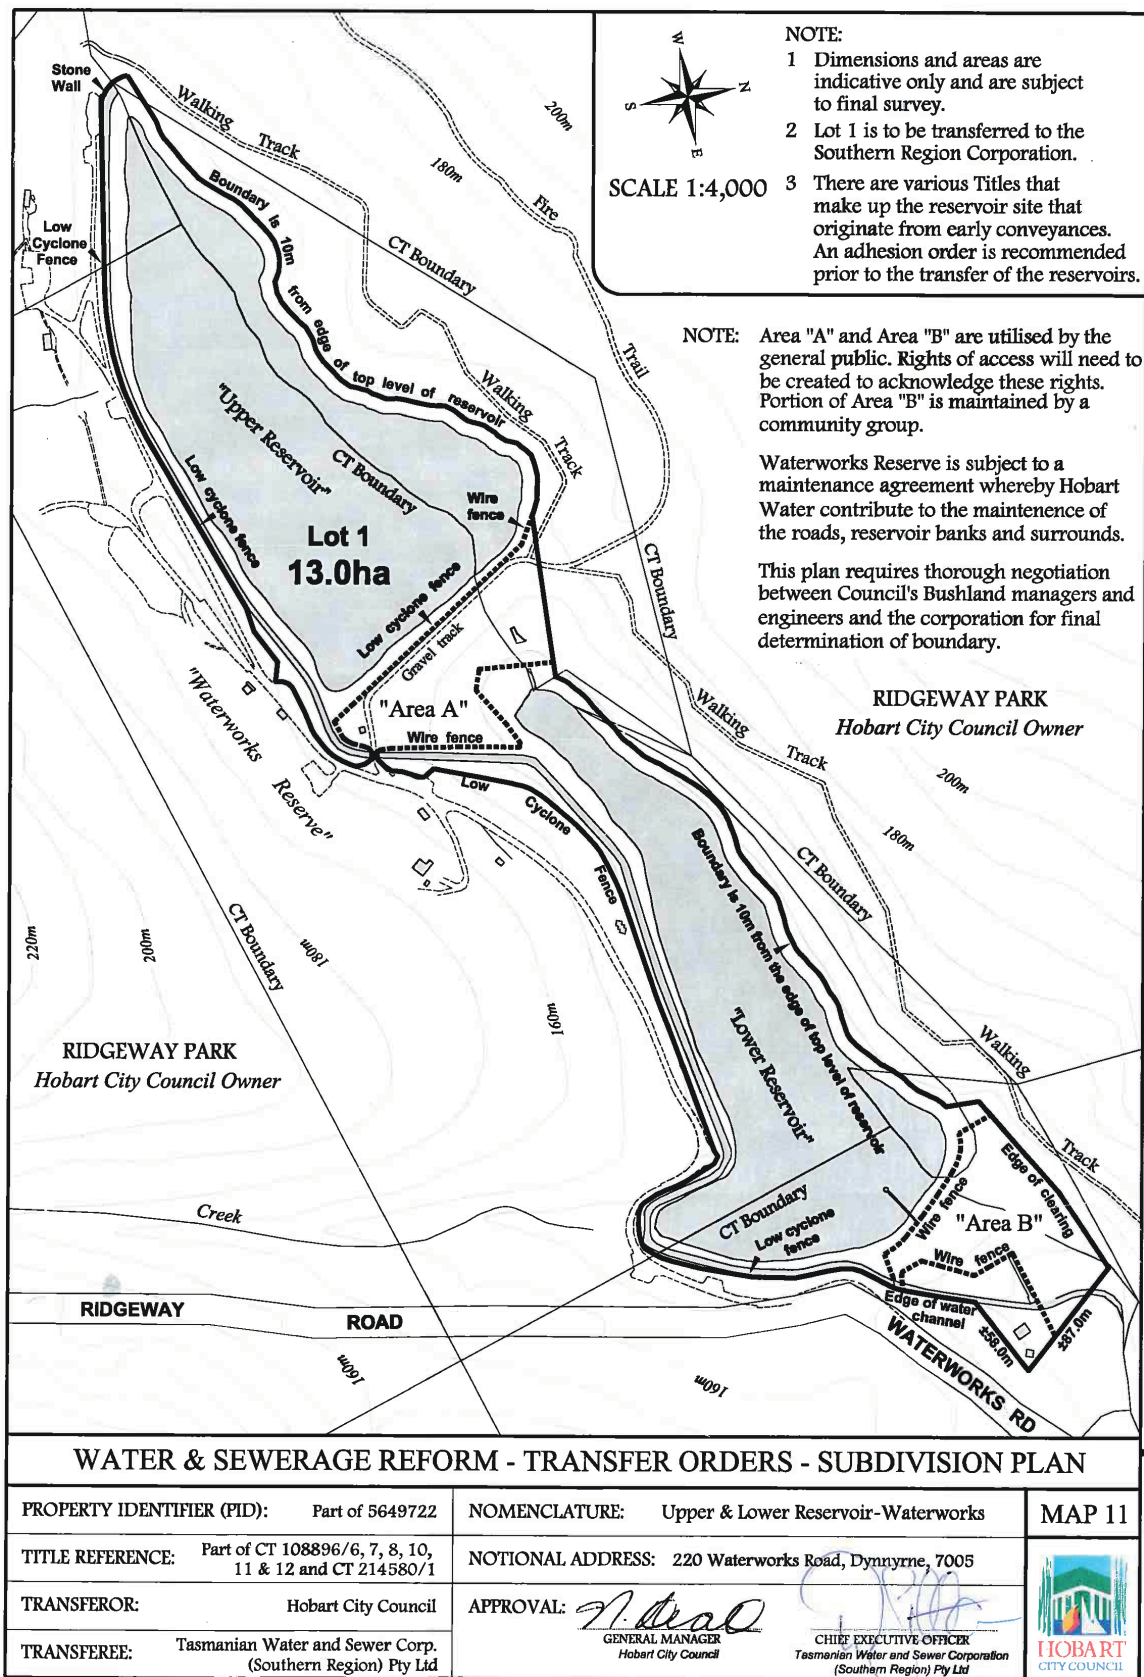 NOTE:
1 Dimensions and areas are
indicative only and are subject
to final survey.
2 Lot 1 is to be transferred to the
Southern Region Corporation.
3 There are various Titles that
make up the reservoir site that
originate from early conveyances.
An adhesion order is recommended
prior to the transfer of the reservoirs.
W
N
S
E
SCALE 1:4,000
NOTE: Area "A" and Area "B" are utilised by the
general public. Rights of access will need to
be created to acknowledge these rights.
Portion of Area "B" is maintained by a
community group.
Waterworks Reserve is subject to a
maintenance agreement whereby Hobart
Water contribute to the maintenence of
the roads, reservoir banks and surrounds.
This plan requires thorough negotiation
between Council's Bushland managers and
engineers and the corporation for final
determination of boundary.
Stone
Wall
Walking
Track
200m
180m
Fire
Trail
Boundary is 10m
from edge of top level of reservoir
CT Boundary
Low
Cyclone
Fence
Walking
Track
"Upper Reservoir"
CT Boundary
Low cyclone fence
Wire
fence
Lot 1
13.0ha
Low cyclone fence
Gravel track
CT Boundary
"Area A"
Wire fence
"Waterworks
Reserve"
Low
Cyclone
Fence
RIDGEWAY PARK
Hobart City Council Owner
Walking
Track
200m
180m
CT Boundary
Boundary is 10m from the edge of top level of reservoir
220m
200m
CT Boundary
180m
160m
"Lower Reservoir"
RIDGEWAY PARK
Hobart City Council Owner
Walking
Track
Edge of clearing
Creek
CT Boundary
Low cyclone
fence
Wire fence
"Area B"
Wire fence
Edge of water
channel
±58.0m
±87.0m
RIDGEWAY
ROAD
WATERWORKS RD
160m
160m
WATER & SEWERAGE REFORM - TRANSFER ORDERS - SUBDIVISION PLAN
PROPERTY IDENTIFIER (PID): Part of 5649722
NOMENCLATURE: Upper & Lower Reservoir-Waterworks
MAP 11
TITLE REFERENCE: Part of CT 108896/6, 7, 8, 10,
11 & 12 and CT 214580/1
NOTIONAL ADDRESS: 220 Waterworks Road, Dynnyrne, 7005
TRANSFEROR: Hobart City Council
APPROVAL:
GENERAL MANAGER
Hobart City Council
CHIEF EXECUTIVE OFFICER
Tasmanian Water and Sewer Corporation
(Southern Region) Pty Ltd
TRANSFEREE: Tasmanian Water and Sewer Corp.
(Southern Region) Pty Ltd
HOBART
CITY COUNCIL